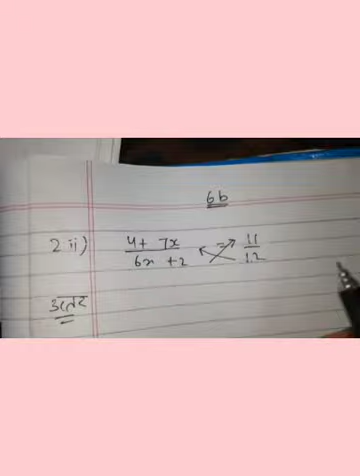 6b
2 ii) 4 + 7x / 6x + 2 = 11 / 12
उत्तर